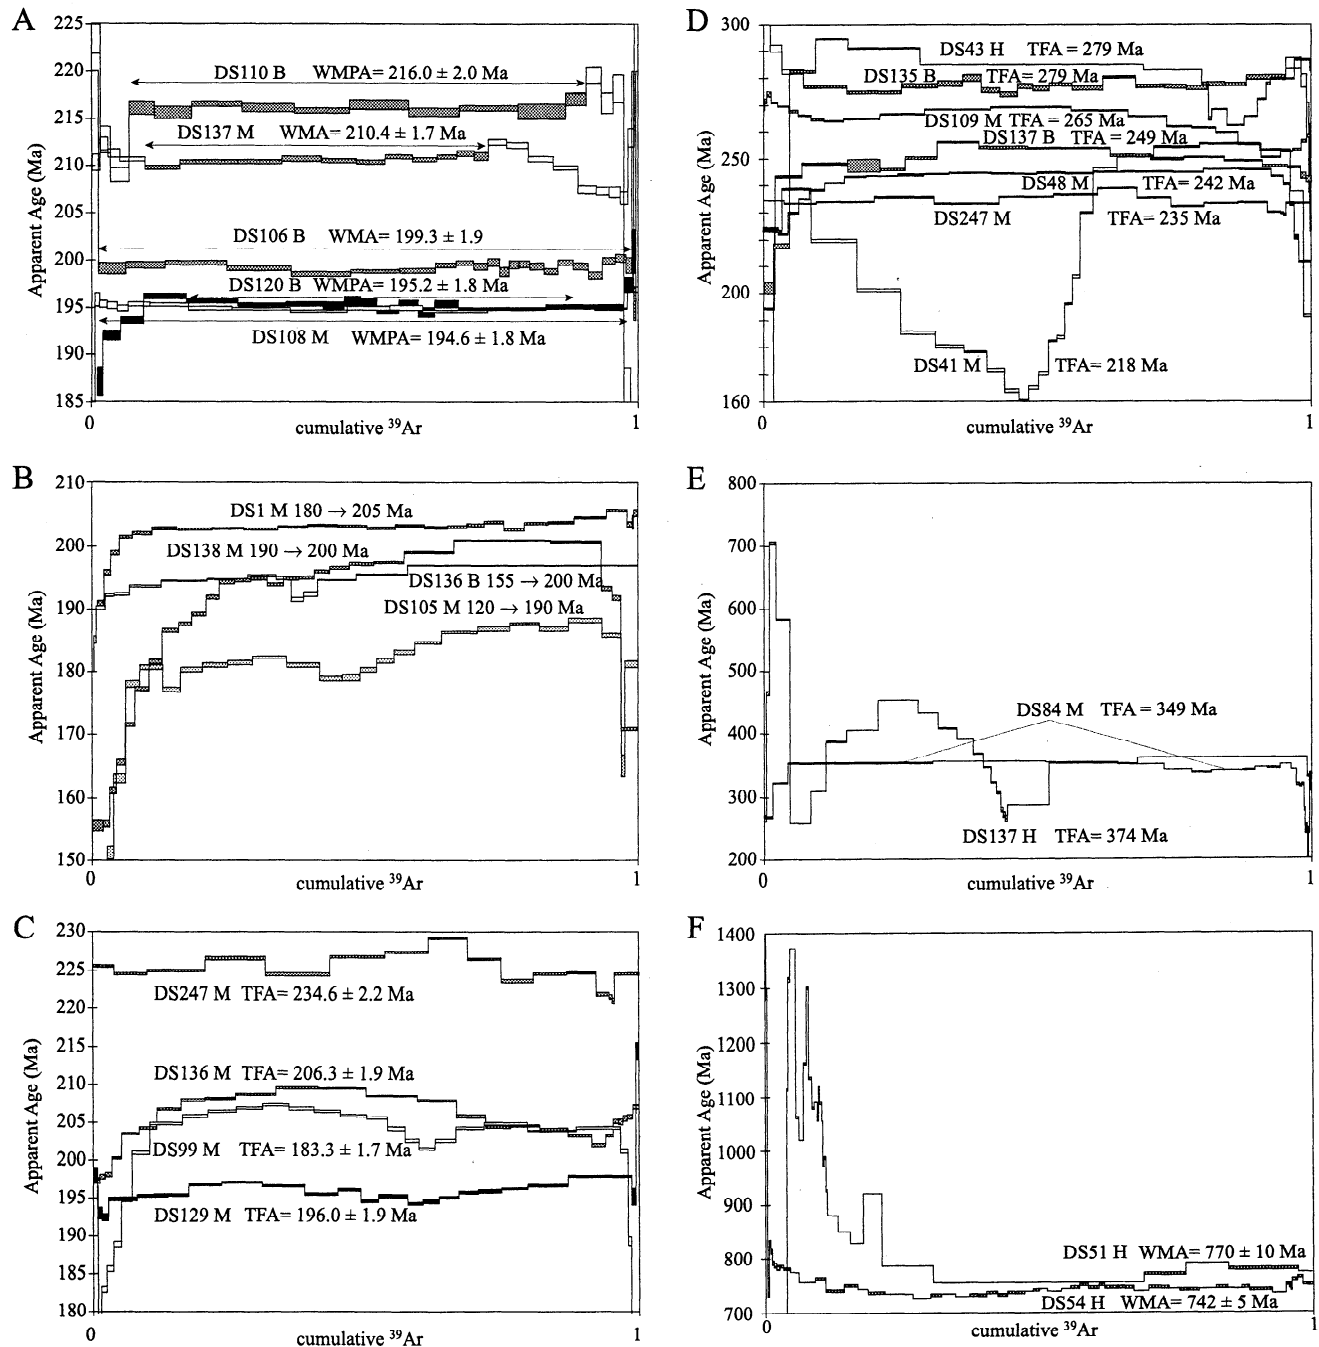 A
225
220
215
210
205
200
195
190
185
Apparent Age (Ma)
DS110 B WMPA= 216.0 ± 2.0 Ma
DS137 M WMA= 210.4 ± 1.7 Ma
DS106 B WMA= 199.3 ± 1.9
DS120 B WMPA= 195.2 ± 1.8 Ma
DS108 M WMPA= 194.6 ± 1.8 Ma
0
1
cumulative ³⁹Ar
D
300
250
200
160
Apparent Age (Ma)
DS43 H TFA = 279 Ma
DS135 B TFA= 279 Ma
DS109 M TFA = 265 Ma
DS137 B TFA= 249 Ma
DS48 M TFA= 242 Ma
DS247 M TFA= 235 Ma
DS41 M TFA= 218 Ma
0
1
cumulative ³⁹Ar
B
210
200
190
180
170
160
150
Apparent Age (Ma)
DS1 M 180 → 205 Ma
DS138 M 190 → 200 Ma
DS136 B 155 → 200 Ma
DS105 M 120 → 190 Ma
0
1
cumulative ³⁹Ar
E
800
700
600
500
400
300
200
Apparent Age (Ma)
DS84 M TFA = 349 Ma
DS137 H TFA= 374 Ma
0
1
cumulative ³⁹Ar
C
230
225
220
215
210
205
200
195
190
185
180
Apparent Age (Ma)
DS247 M TFA= 234.6 ± 2.2 Ma
DS136 M TFA= 206.3 ± 1.9 Ma
DS99 M TFA= 183.3 ± 1.7 Ma
DS129 M TFA= 196.0 ± 1.9 Ma
0
1
cumulative ³⁹Ar
F
1400
1300
1200
1100
1000
900
800
700
Apparent Age (Ma)
DS51 H WMA= 770 ± 10 Ma
DS54 H WMA= 742 ± 5 Ma
0
1
cumulative ³⁹Ar